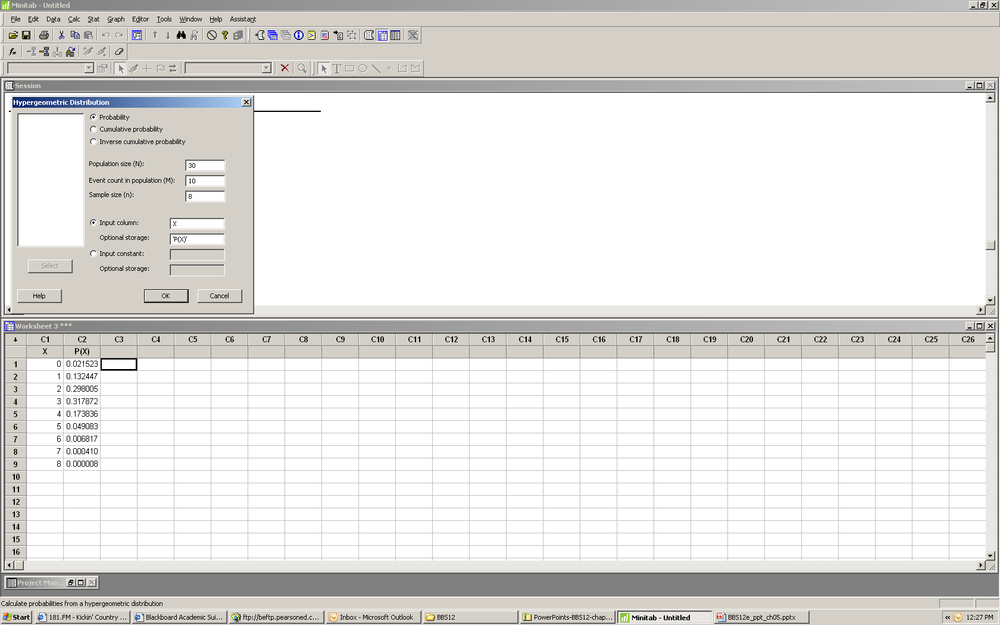 Minitab - Untitled
File Edit Data Calc Stat Graph Editor Tools Window Help Assistant
Session
Hypergeometric Distribution
Probability
Cumulative probability
Inverse cumulative probability
Population size (N): 30
Event count in population (M): 10
Sample size (n): 8
Input column: X
Optional storage: 'P(X)'
Input constant:
Optional storage:
Select
Help OK Cancel
Worksheet 3 ***
C1 C2 C3 C4 C5 C6 C7 C8 C9 C10 C11 C12 C13 C14 C15 C16 C17 C18 C19 C20 C21 C22 C23 C24 C25 C26
X P(X)
1 0 0.021523
2 1 0.132447
3 2 0.298005
4 3 0.317872
5 4 0.173836
6 5 0.049083
7 6 0.006817
8 7 0.000410
9 8 0.000008
10
11
12
13
14
15
16
Project Man...
Calculate probabilities from a hypergeometric distribution
Start 181.FM - Kickin' Country ... Blackboard Academic Sui... ftp://beftp.pearsoned.c... Inbox - Microsoft Outlook BBS12 PowerPoints-BBS12-chap... Minitab - Untitled BBS12e_ppt_ch05.pptx « 12:27 PM